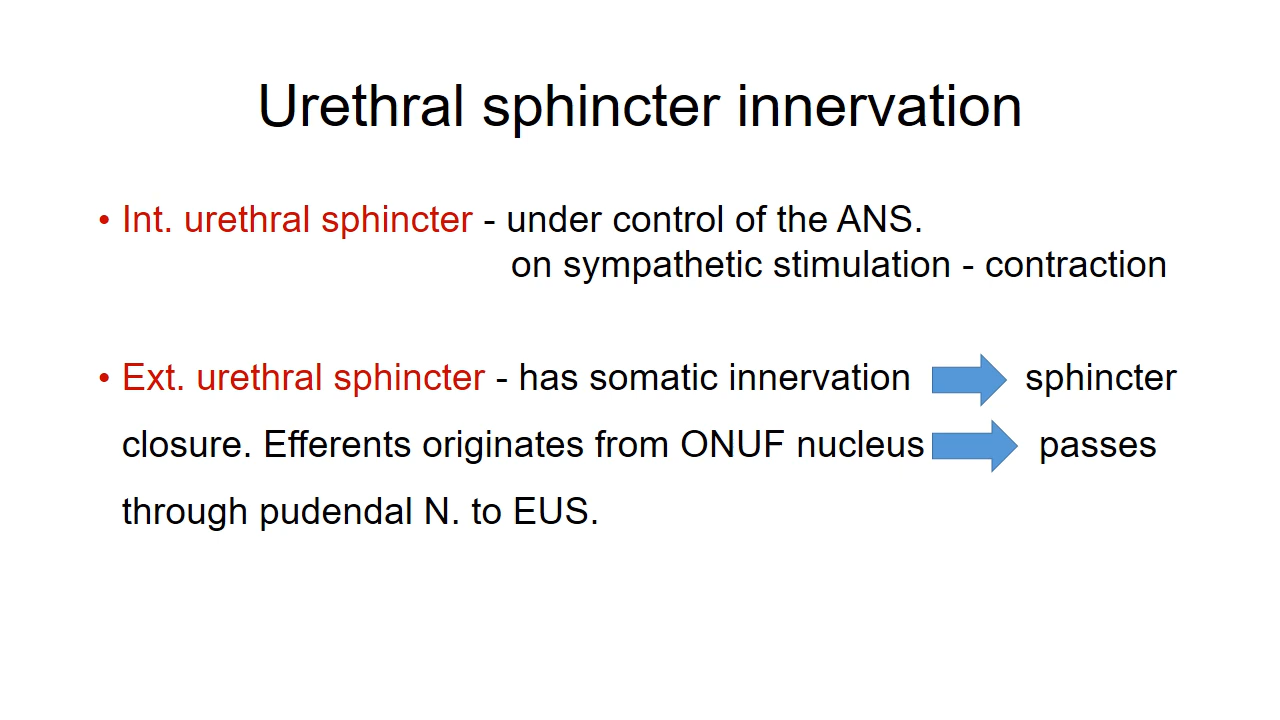 Urethral sphincter innervation
• Int. urethral sphincter - under control of the ANS.
on sympathetic stimulation - contraction
• Ext. urethral sphincter - has somatic innervation sphincter
closure. Efferents originates from ONUF nucleus passes
through pudendal N. to EUS.